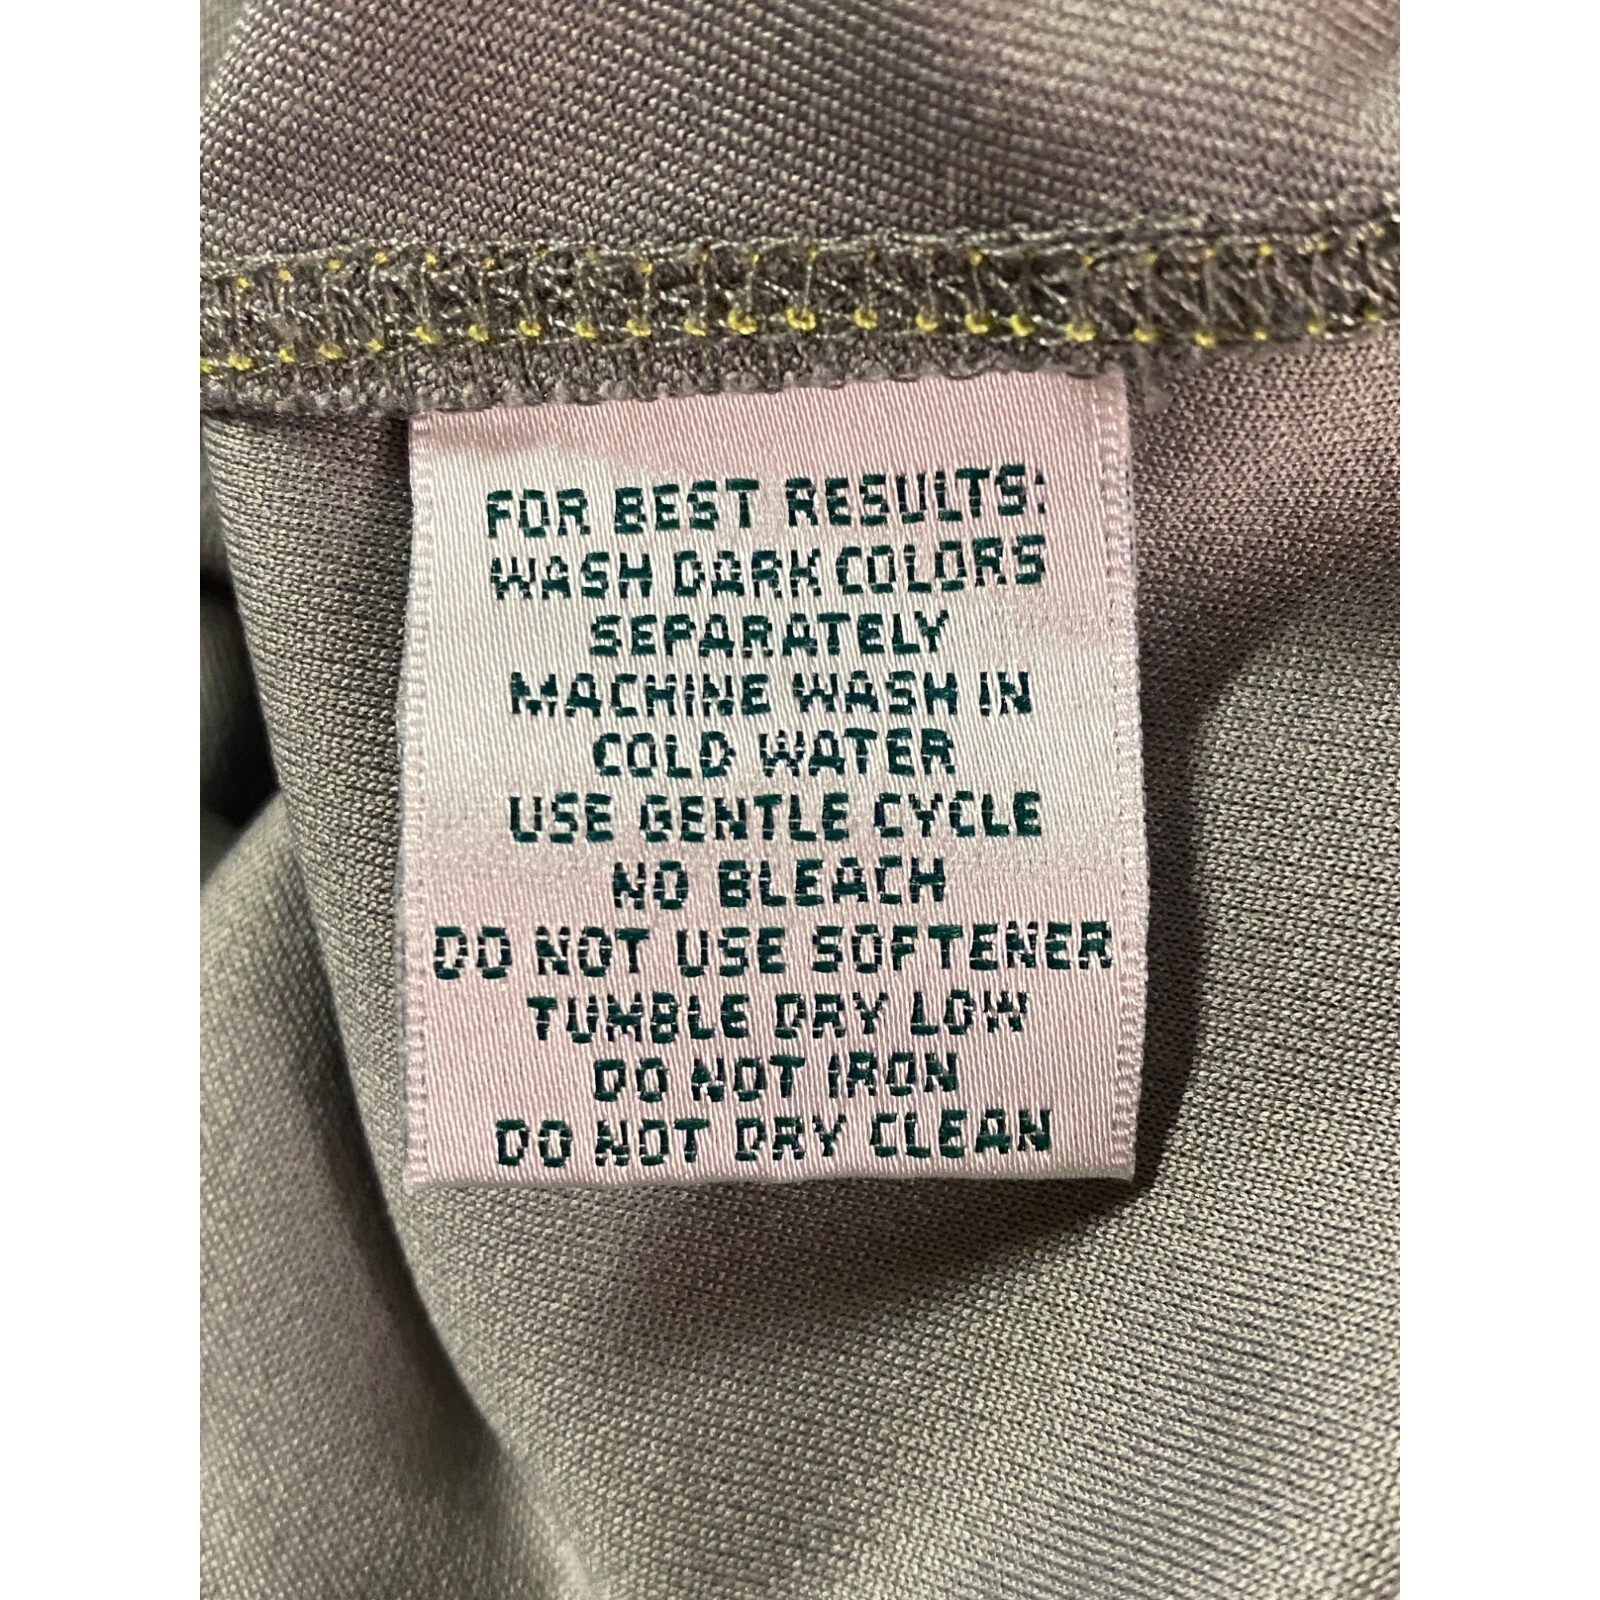 FOR BEST RESULTS:
WASH DARK COLORS
SEPARATELY
MACHINE WASH IN
COLD WATER
USE GENTLE CYCLE
NO BLEACH
DO NOT USE SOFTENER
TUMBLE DRY LOW
DO NOT IRON
DO NOT DRY CLEAN